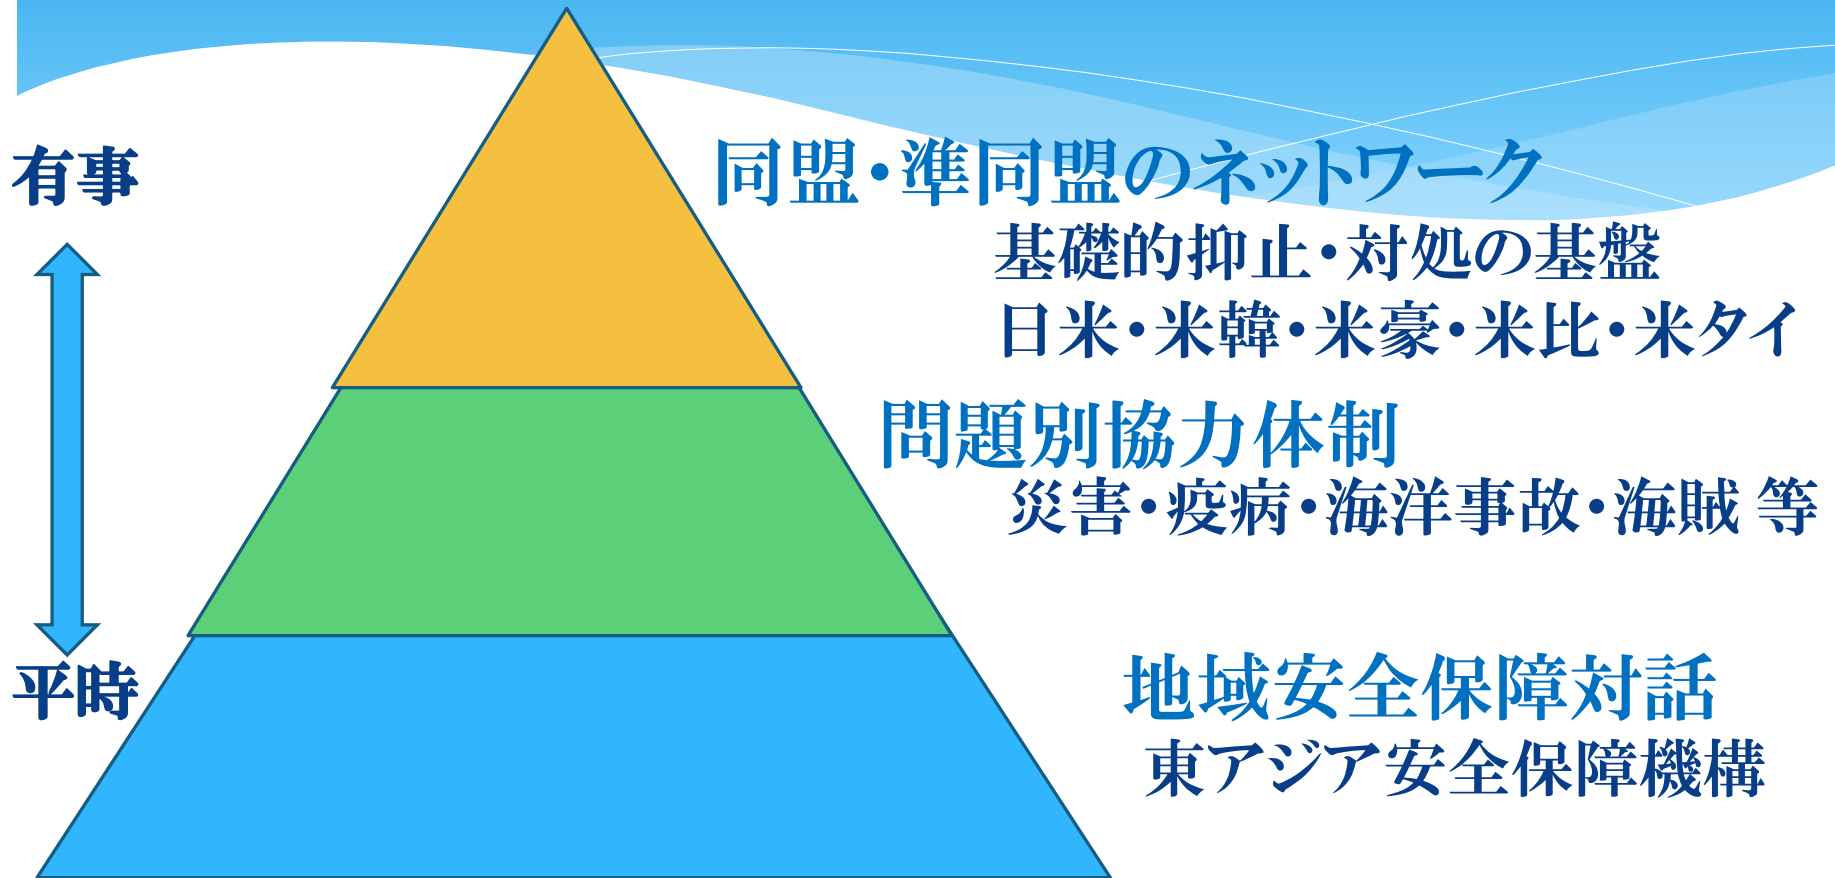 有事
同盟・準同盟のネットワーク
基礎的抑止・対処の基盤
日米・米韓・米豪・米比・米タイ
問題別協力体制
災害・疫病・海洋事故・海賊 等
平時
地域安全保障対話
東アジア安全保障機構